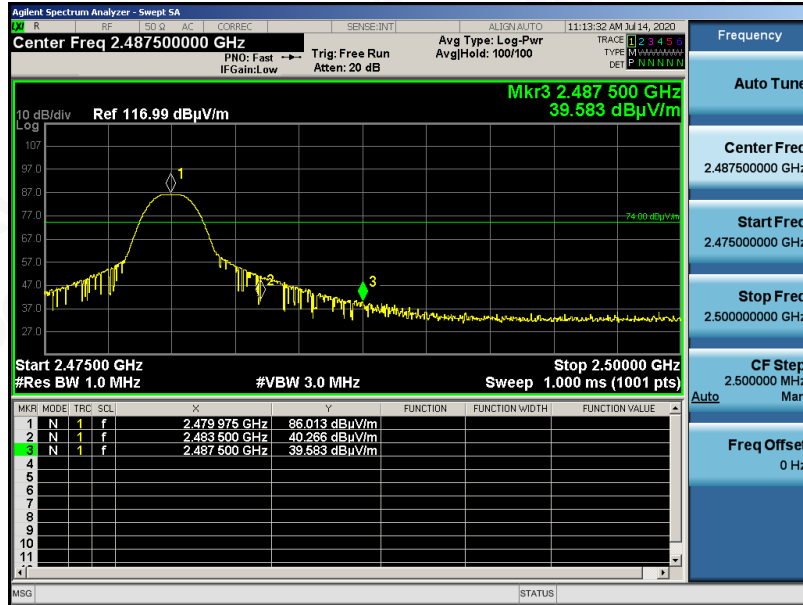 Agilent Spectrum Analyzer - Swept SA
LXI R RF 50 Ω AC CORREC SENSE:INT ALIGN AUTO 11:13:32 AM Jul 14, 2020
Center Freq 2.487500000 GHz
PNO: Fast
IFGain:Low
Trig: Free Run
Atten: 20 dB
Avg Type: Log-Pwr
Avg|Hold: 100/100
TRACE 1 2 3 4 5 6
TYPE M
DET P N N N N N
Mkr3 2.487 500 GHz
39.583 dBµV/m
10 dB/div Ref 116.99 dBµV/m
Log
107
97.0
87.0
77.0
67.0
57.0
47.0
37.0
27.0
1
2
3
74.00 dBµV/m
Start 2.47500 GHz Stop 2.50000 GHz
#Res BW 1.0 MHz #VBW 3.0 MHz Sweep 1.000 ms (1001 pts)
MKR MODE TRC SCL X Y FUNCTION FUNCTION WIDTH FUNCTION VALUE
1 N 1 f 2.479 975 GHz 86.013 dBµV/m
2 N 1 f 2.483 500 GHz 40.266 dBµV/m
3 N 1 f 2.487 500 GHz 39.583 dBµV/m
4
5
6
7
8
9
10
11
MSG STATUS
Frequency
Auto Tune
Center Freq
2.487500000 GHz
Start Freq
2.475000000 GHz
Stop Freq
2.500000000 GHz
CF Step
2.500000 MHz
Auto Man
Freq Offset
0 Hz